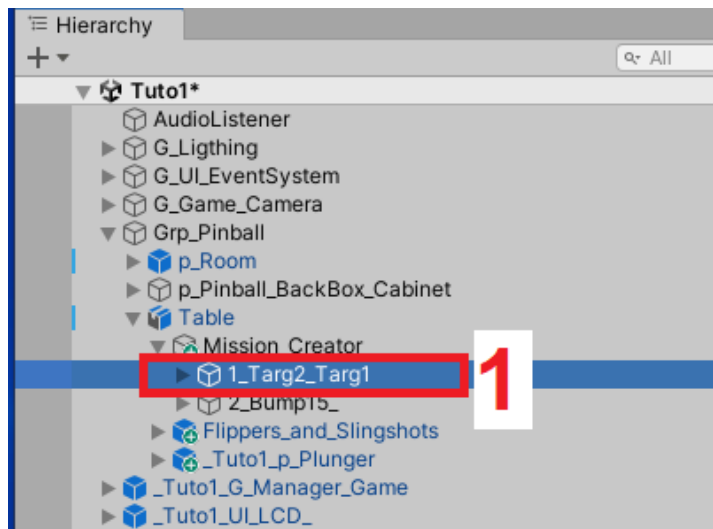 Hierarchy
All
Tuto1*
AudioListener
G_Ligthing
G_UI_EventSystem
G_Game_Camera
Grp_Pinball
p_Room
p_Pinball_BackBox_Cabinet
Table
Mission_Creator
1_Targ2_Targ1
1
2_Bump15_
Flippers_and_Slingshots
_Tuto1_p_Plunger
_Tuto1_G_Manager_Game
_Tuto1_UI_LCD_